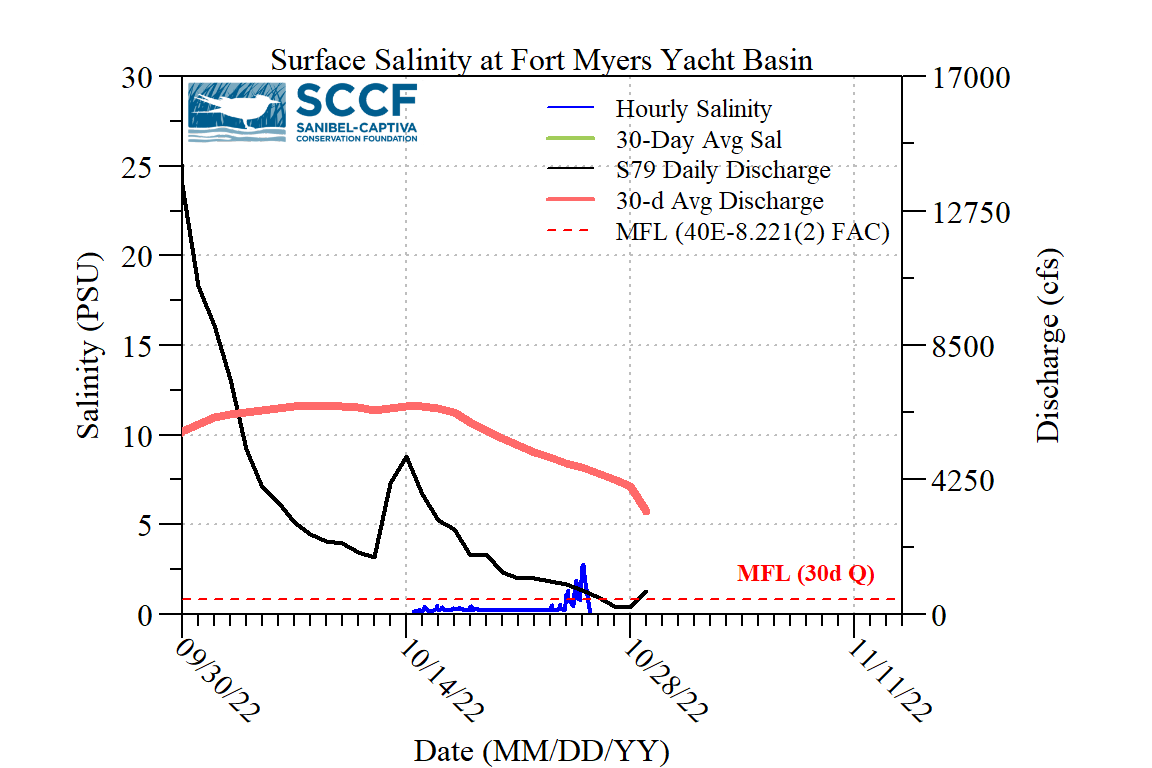 Surface Salinity at Fort Myers Yacht Basin
SCCF
SANIBEL-CAPTIVA
CONSERVATION FOUNDATION
Hourly Salinity
30-Day Avg Sal
S79 Daily Discharge
30-d Avg Discharge
MFL (40E-8.221(2) FAC)
30
25
20
15
10
5
0
Salinity (PSU)
17000
12750
8500
4250
0
Discharge (cfs)
MFL (30d Q)
09/30/22
10/14/22
10/28/22
11/11/22
Date (MM/DD/YY)